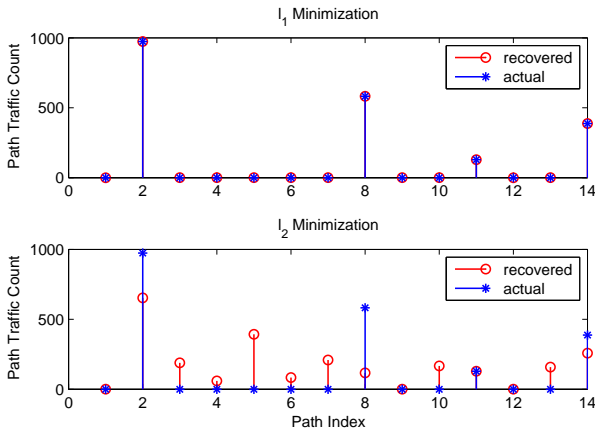 l1 Minimization
1000
500
0
Path Traffic Count
recovered
actual
0 2 4 6 8 10 12 14
l2 Minimization
1000
500
0
Path Traffic Count
recovered
actual
0 2 4 6 8 10 12 14
Path Index